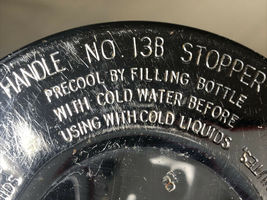 HANDLE, NO. 13B STOPPER
PRECOOL BY FILLING BOTTLE
WITH COLD WATER BEFORE
USING WITH COLD LIQUIDS.